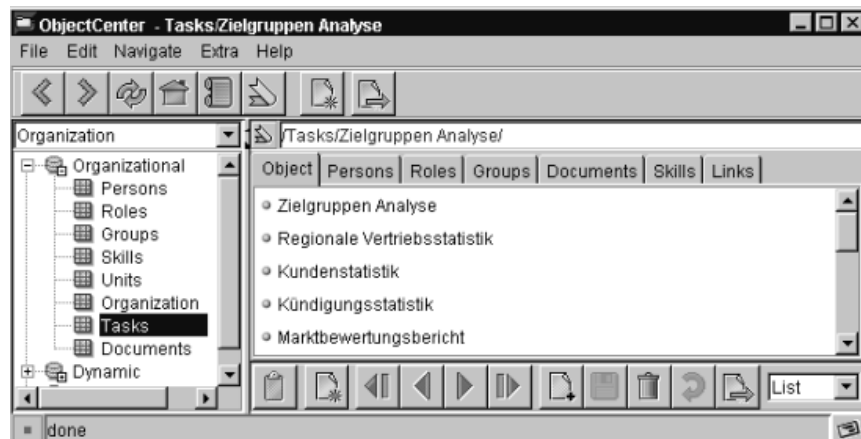 ObjectCenter - Tasks/Zielgruppen Analyse
File Edit Navigate Extra Help
Organization
/Tasks/Zielgruppen Analyse/
Organizational
Persons
Roles
Groups
Skills
Units
Organization
Tasks
Documents
Dynamic
Object Persons Roles Groups Documents Skills Links
Zielgruppen Analyse
Regionale Vertriebsstatistik
Kundenstatistik
Kündigungsstatistik
Marktbewertungsbericht
List
done